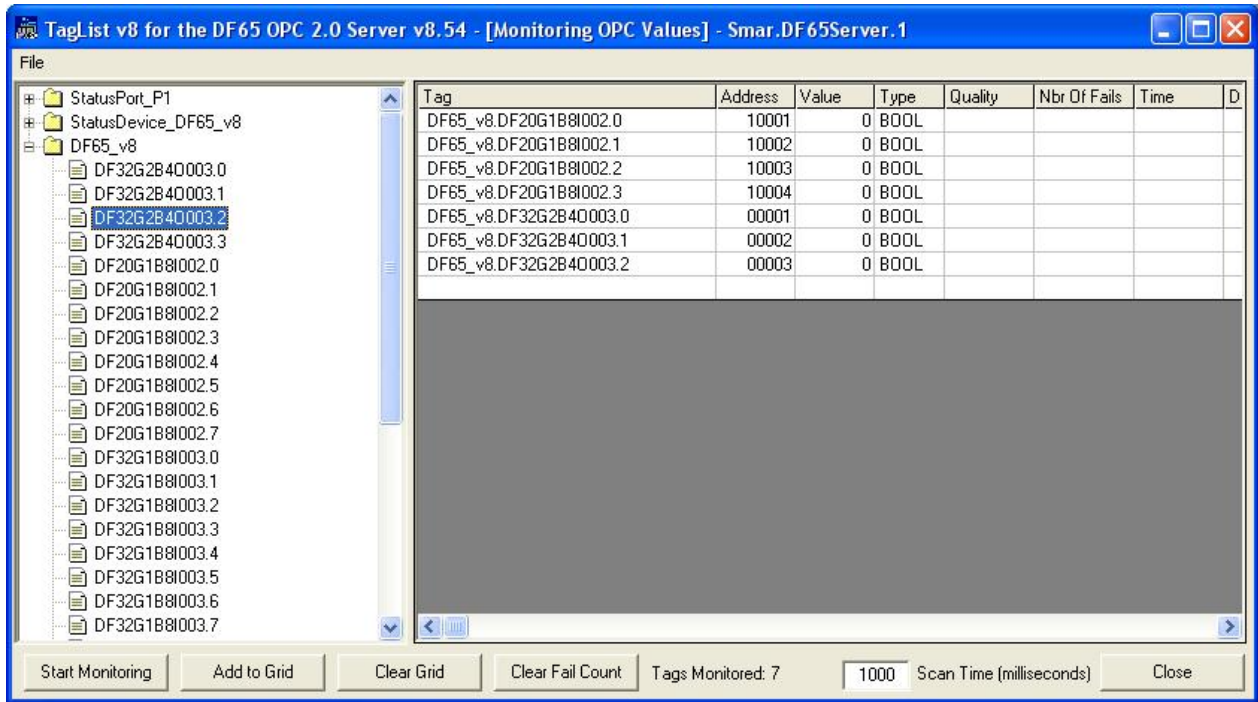 TagList v8 for the DF65 OPC 2.0 Server v8.54 - [Monitoring OPC Values] - Smar.DF65Server.1
File
StatusPort_P1
StatusDevice_DF65_v8
DF65_v8
DF32G2B4O003.0
DF32G2B4O003.1
DF32G2B4O003.2
DF32G2B4O003.3
DF20G1B8I002.0
DF20G1B8I002.1
DF20G1B8I002.2
DF20G1B8I002.3
DF20G1B8I002.4
DF20G1B8I002.5
DF20G1B8I002.6
DF20G1B8I002.7
DF32G1B8I003.0
DF32G1B8I003.1
DF32G1B8I003.2
DF32G1B8I003.3
DF32G1B8I003.4
DF32G1B8I003.5
DF32G1B8I003.6
DF32G1B8I003.7
Tag Address Value Type Quality Nbr Of Fails Time D
DF65_v8.DF20G1B8I002.0 10001 0 BOOL
DF65_v8.DF20G1B8I002.1 10002 0 BOOL
DF65_v8.DF20G1B8I002.2 10003 0 BOOL
DF65_v8.DF20G1B8I002.3 10004 0 BOOL
DF65_v8.DF32G2B4O003.0 00001 0 BOOL
DF65_v8.DF32G2B4O003.1 00002 0 BOOL
DF65_v8.DF32G2B4O003.2 00003 0 BOOL
Start Monitoring Add to Grid Clear Grid Clear Fail Count Tags Monitored: 7 1000 Scan Time (milliseconds) Close